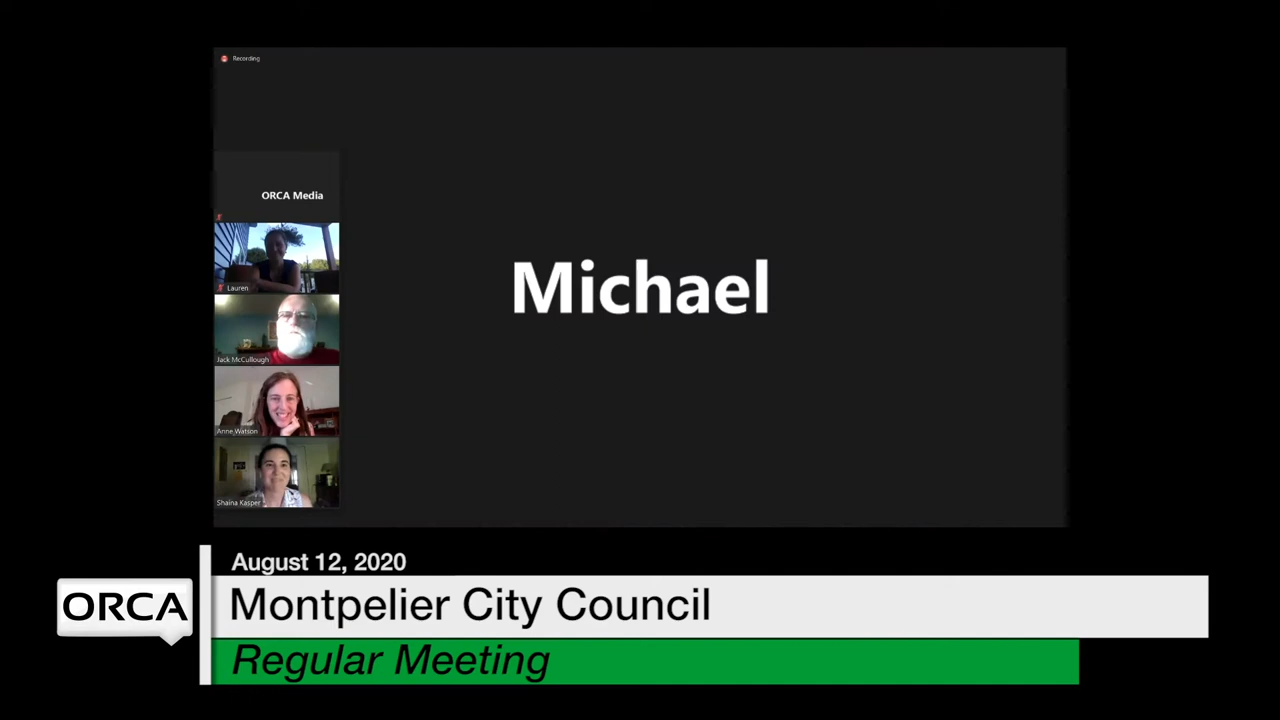 Recording
ORCA Media
Lauren
Michael
Jack McCullough
Anne Watson
Shaina Kasper
August 12, 2020
ORCA
Montpelier City Council
Regular Meeting